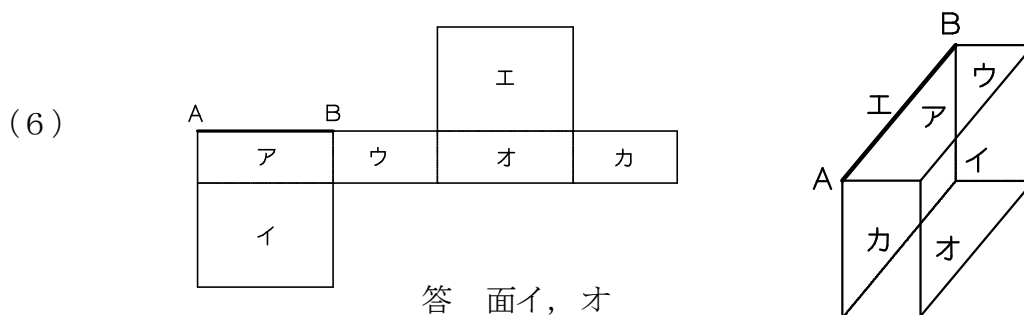 (6)
A B
ア ウ オ カ
エ
イ
答 面イ, オ
B
A
エ ア ウ
イ
カ オ